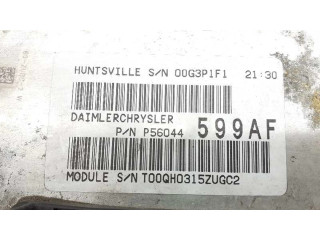 HUNTSVILLE S/N 00G3P1F1 21:30
DAIMLERCHRYSLER
P/N P56044 599AF
MODULE S/N T00QH0315ZUGC2